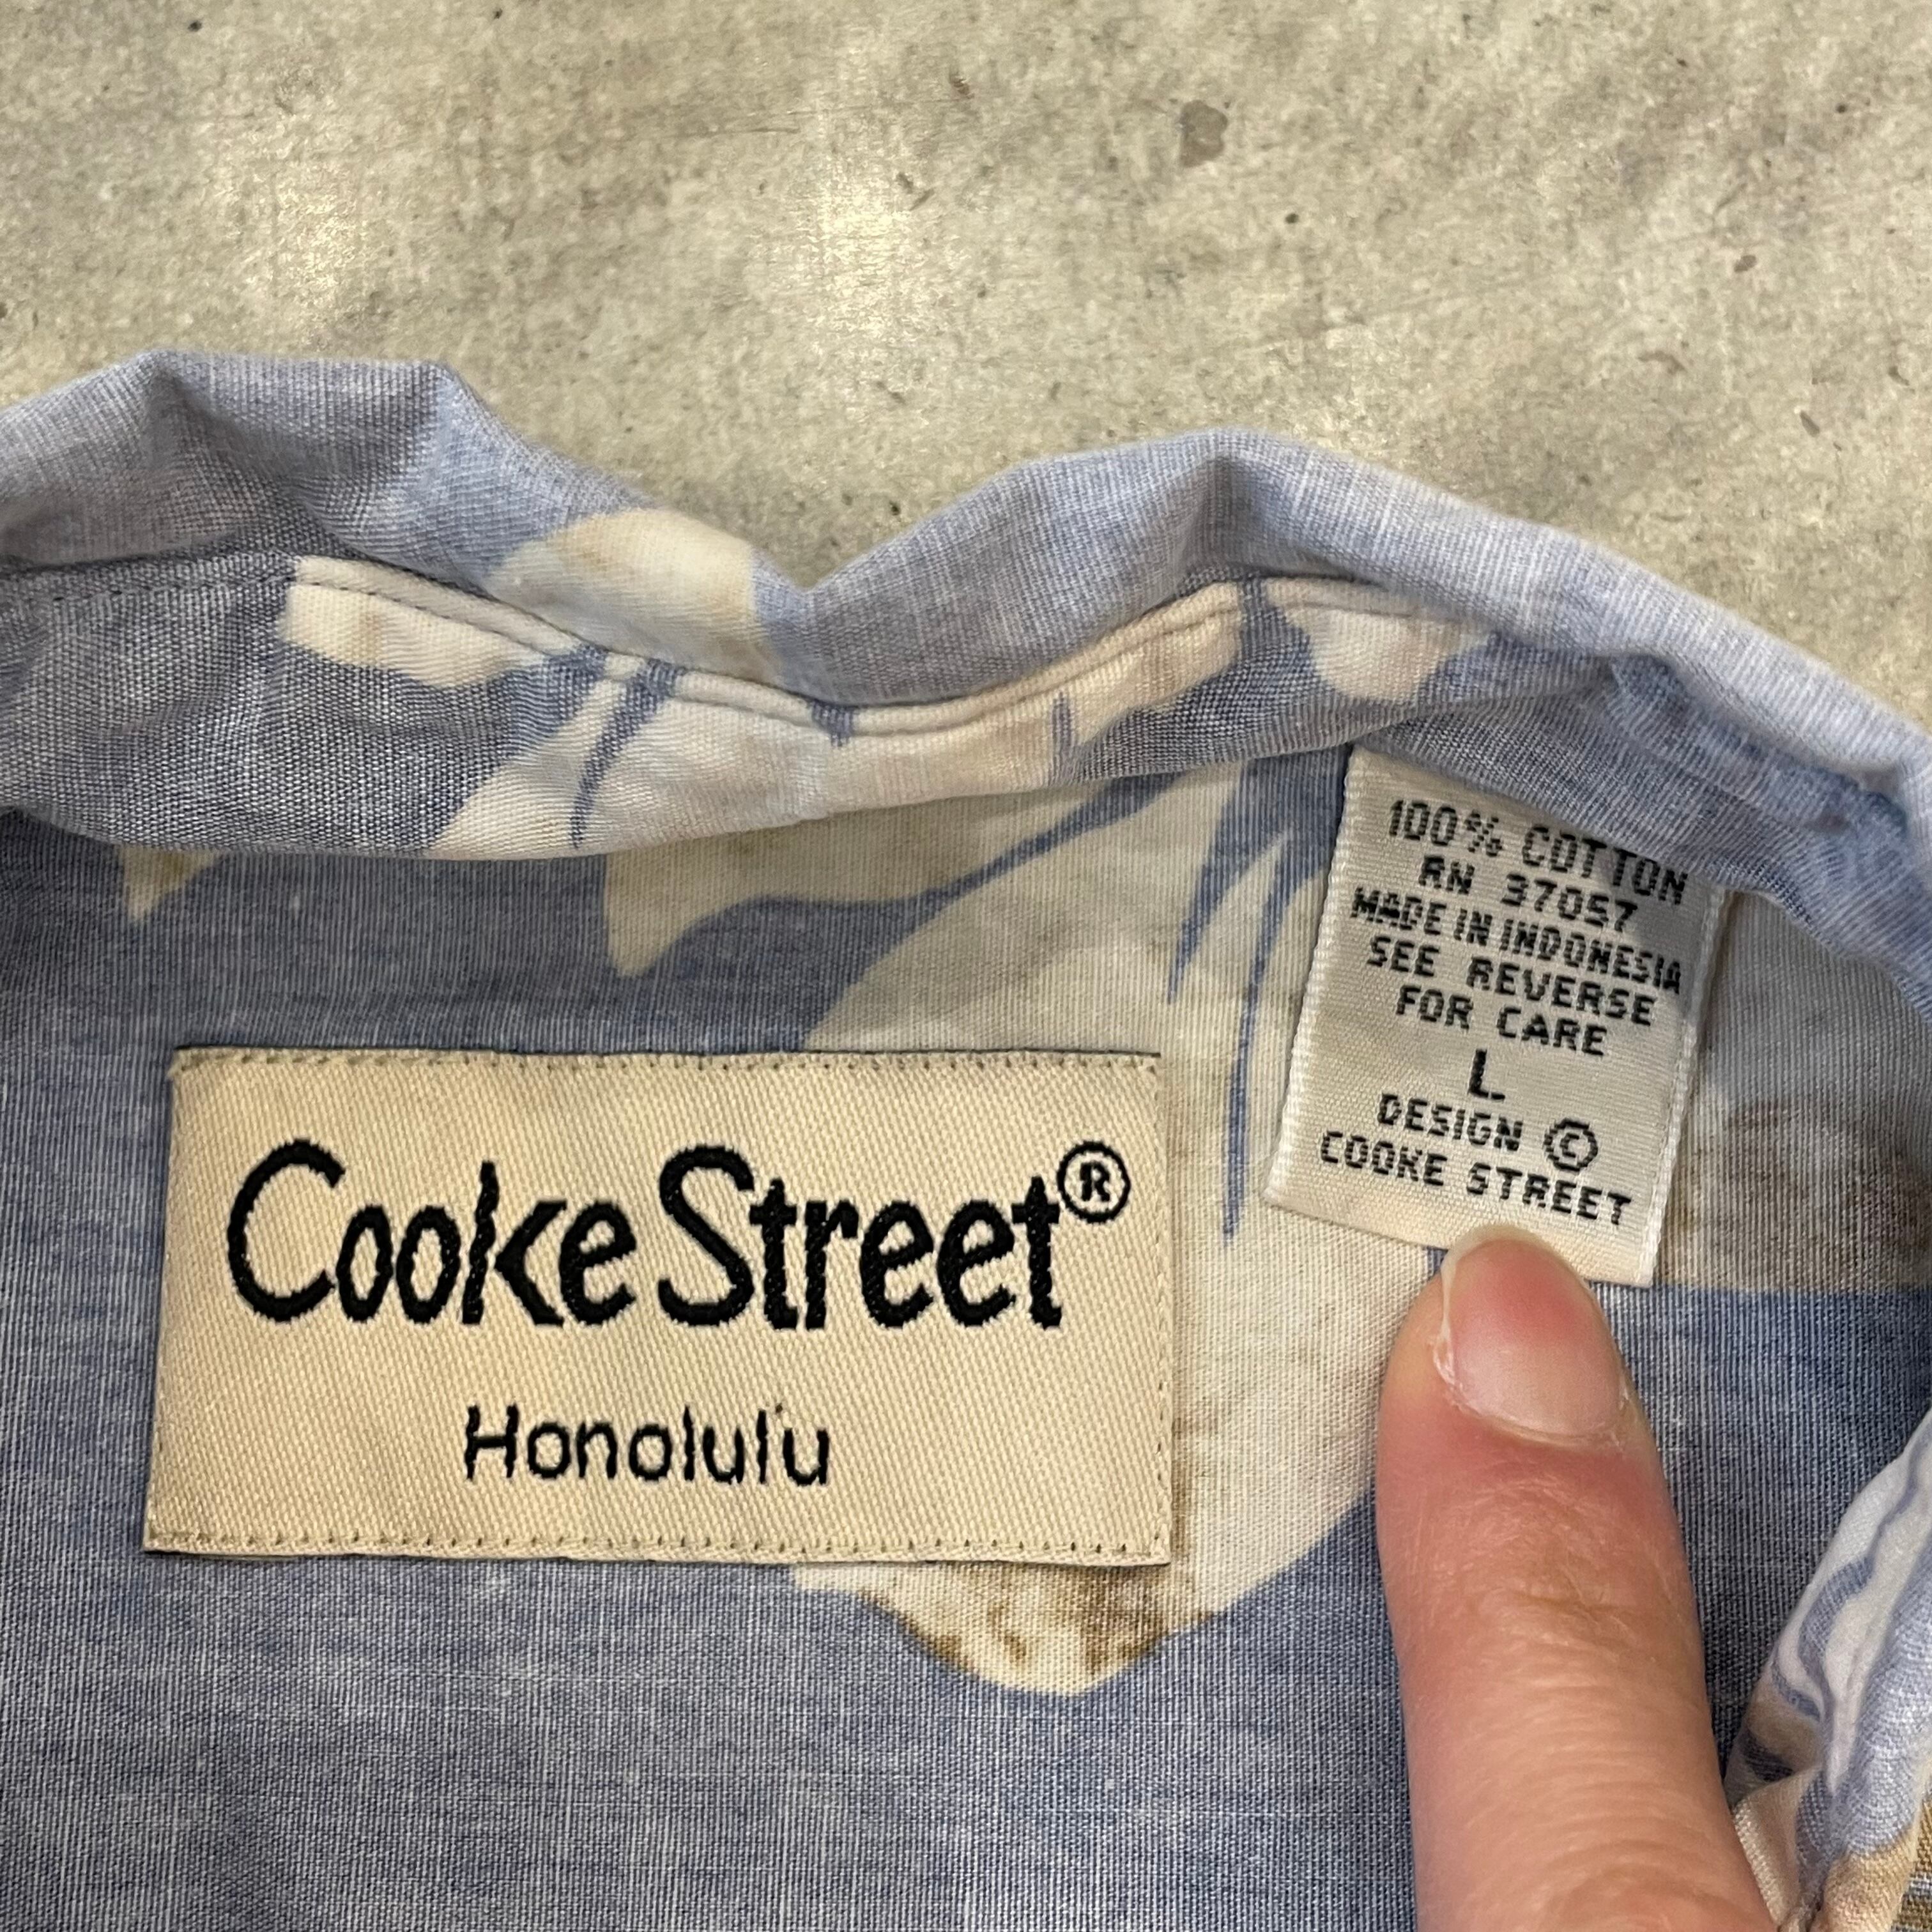 Cooke Street®
Honolulu
100% COTTON
RN 37057
MADE IN INDONESIA
SEE REVERSE
FOR CARE
L
DESIGN ©
COOKE STREET